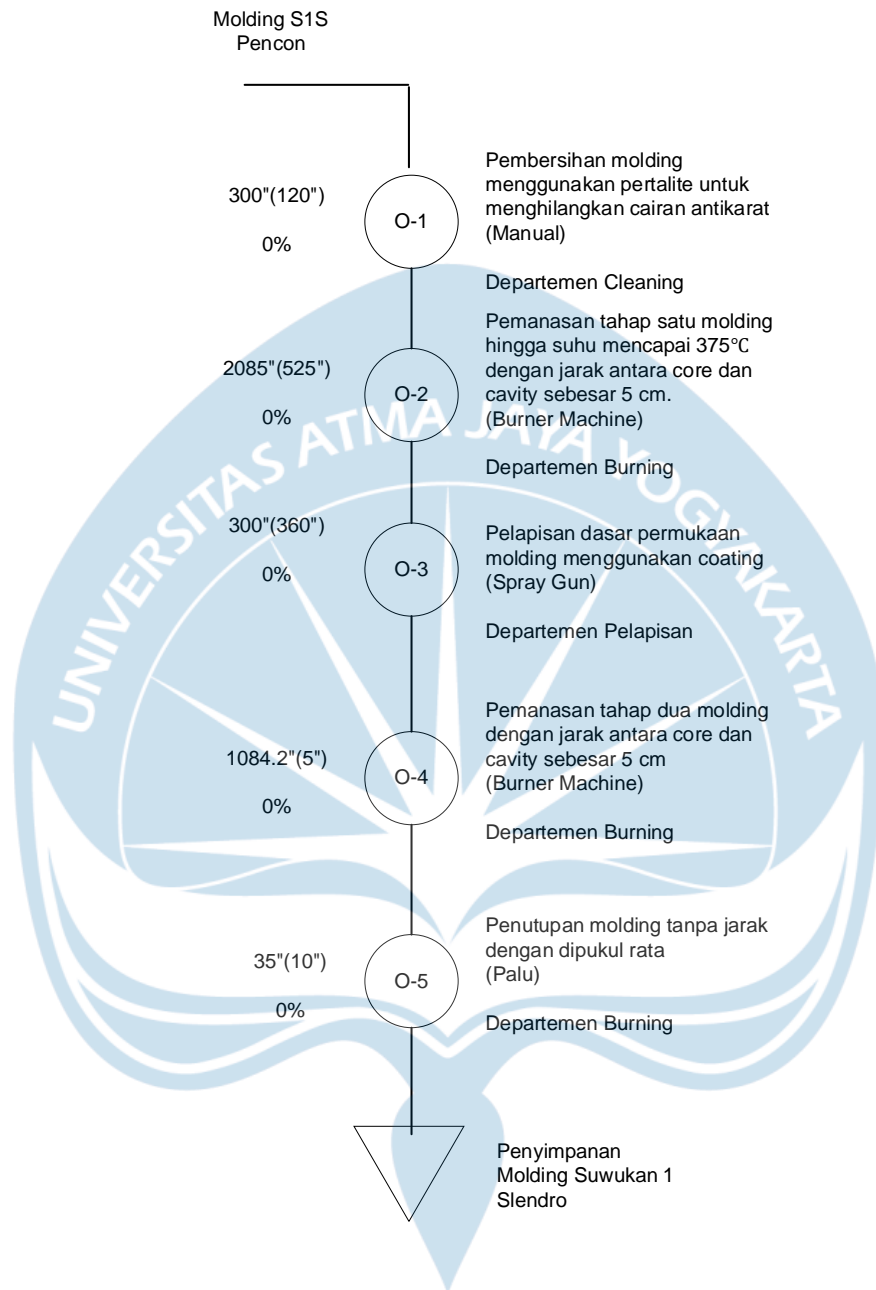 Molding S1S
Pencon
300"(120")
0%
O-1
Pembersihan molding
menggunakan pertalite untuk
menghilangkan cairan antikarat
(Manual)
Departemen Cleaning
2085"(525")
0%
O-2
Pemanasan tahap satu molding
hingga suhu mencapai 375℃
dengan jarak antara core dan
cavity sebesar 5 cm.
(Burner Machine)
Departemen Burning
300"(360")
0%
O-3
Pelapisan dasar permukaan
molding menggunakan coating
(Spray Gun)
Departemen Pelapisan
1084.2"(5")
0%
O-4
Pemanasan tahap dua molding
dengan jarak antara core dan
cavity sebesar 5 cm
(Burner Machine)
Departemen Burning
35"(10")
0%
O-5
Penutupan molding tanpa jarak
dengan dipukul rata
(Palu)
Departemen Burning
Penyimpanan
Molding Suwukan 1
Slendro
UNIVERSITAS ATMA JAYA YOGYAKARTA